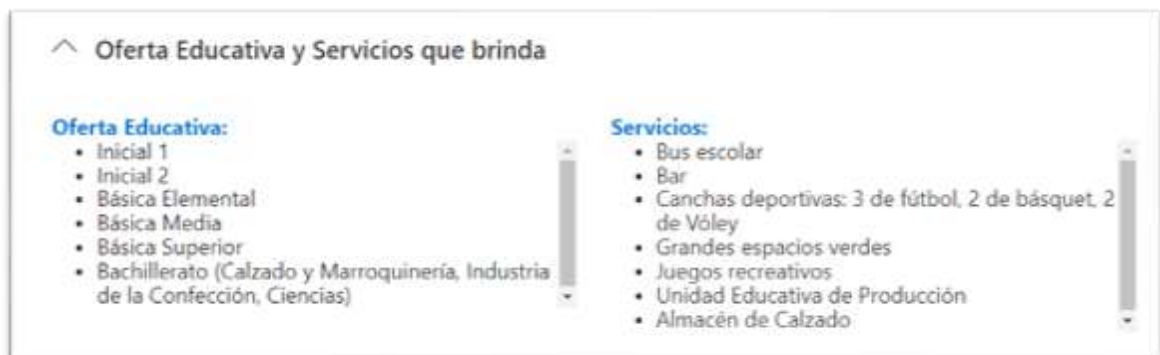 Oferta Educativa y Servicios que brinda
Oferta Educativa:
• Inicial 1
• Inicial 2
• Básica Elemental
• Básica Media
• Básica Superior
• Bachillerato (Calzado y Marroquinería, Industria
de la Confección, Ciencias)
Servicios:
• Bus escolar
• Bar
• Canchas deportivas: 3 de fútbol, 2 de básquet, 2
de Vóley
• Grandes espacios verdes
• Juegos recreativos
• Unidad Educativa de Producción
• Almacén de Calzado